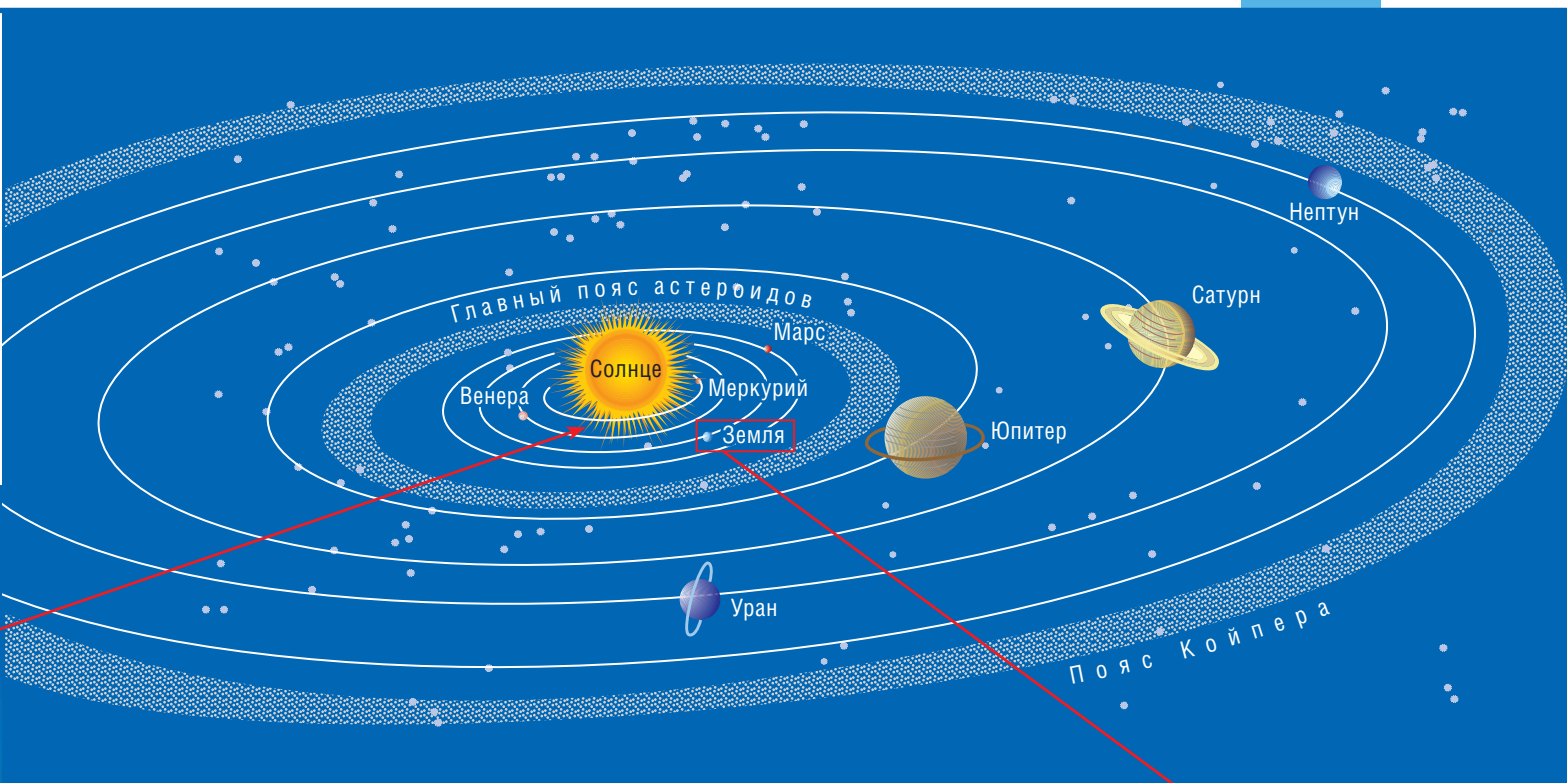 Нептун
Сатурн
Главный пояс астероидов
Марс
Солнце
Меркурий
Венера
Земля
Юпитер
Уран
Пояс Койпера